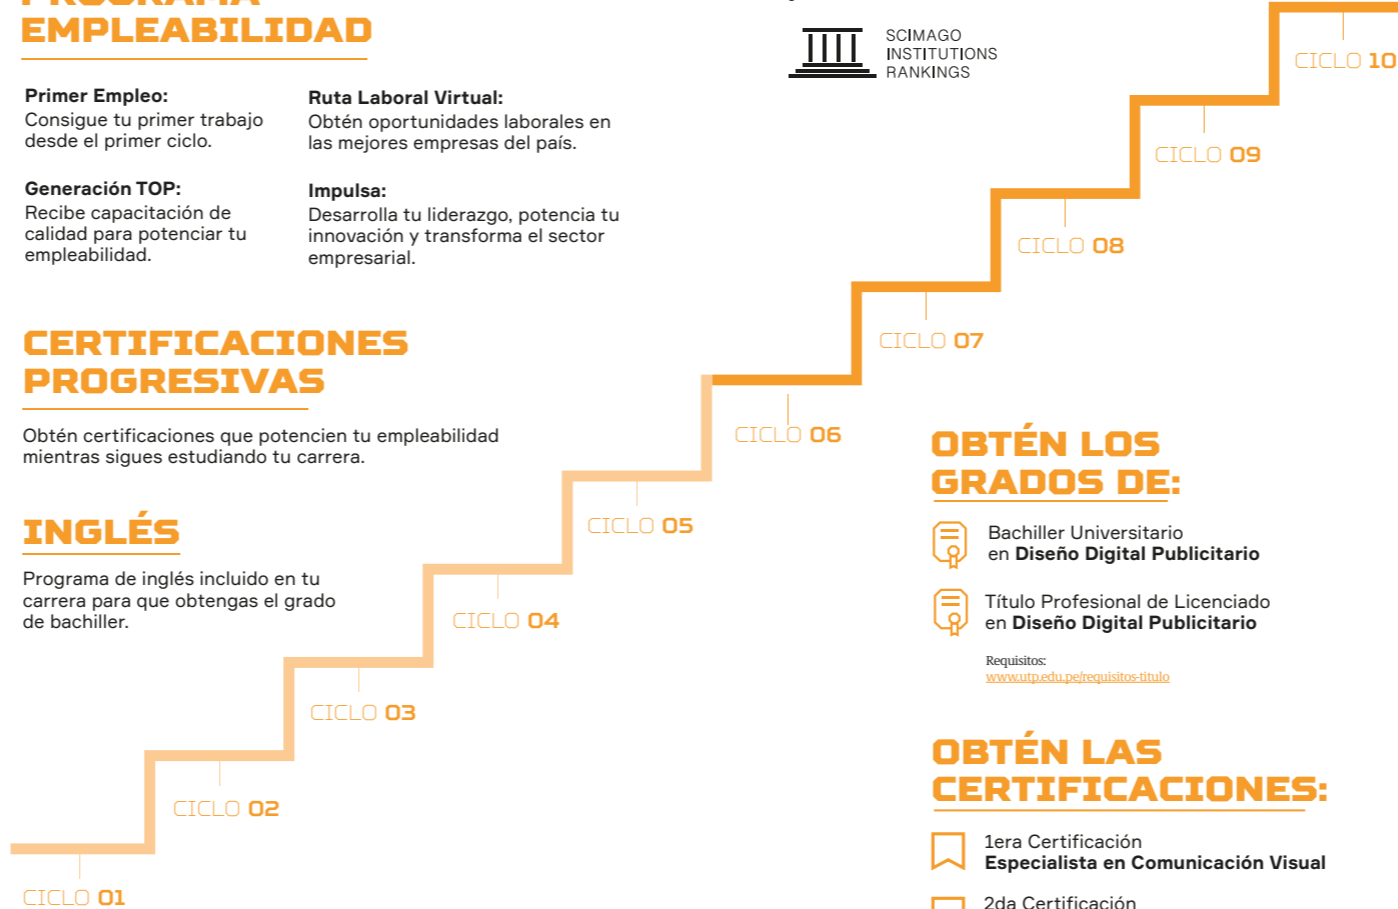 PROGRAMA
EMPLEABILIDAD
Primer Empleo:
Consigue tu primer trabajo
desde el primer ciclo.
Ruta Laboral Virtual:
Obtén oportunidades laborales en
las mejores empresas del país.
Generación TOP:
Recibe capacitación de
calidad para potenciar tu
empleabilidad.
Impulsa:
Desarrolla tu liderazgo, potencia tu
innovación y transforma el sector
empresarial.
CERTIFICACIONES
PROGRESIVAS
Obtén certificaciones que potencien tu empleabilidad
mientras sigues estudiando tu carrera.
INGLÉS
Programa de inglés incluido en tu
carrera para que obtengas el grado
de bachiller.
SCIMAGO
INSTITUTIONS
RANKINGS
CICLO 10
CICLO 09
CICLO 08
CICLO 07
CICLO 06
CICLO 05
CICLO 04
CICLO 03
CICLO 02
CICLO 01
OBTÉN LOS
GRADOS DE:
Bachiller Universitario
en Diseño Digital Publicitario
Título Profesional de Licenciado
en Diseño Digital Publicitario
Requisitos:
www.utp.edu.pe/requisitos-titulo
OBTÉN LAS
CERTIFICACIONES:
1era Certificación
Especialista en Comunicación Visual
2da Certificación